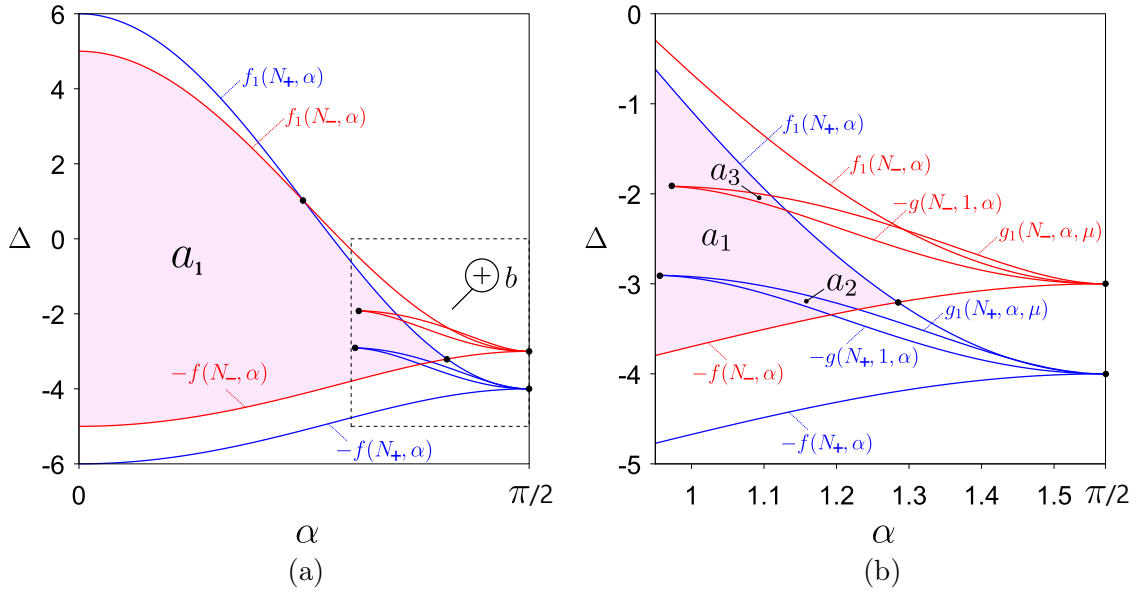 6
4
2
0
-2
-4
-6
Δ
f₁(N₊, α)
f₁(N₋, α)
a₁
b
−f(N₋, α)
−f(N₊, α)
0
π/2
α
(a)
0
-1
-2
-3
-4
-5
Δ
f₁(N₊, α)
f₁(N₋, α)
a₃
−g(N₋, 1, α)
g₁(N₋, α, μ)
a₁
a₂
g₁(N₊, α, μ)
−g(N₊, 1, α)
−f(N₋, α)
−f(N₊, α)
1
1.1
1.2
1.3
1.4
1.5
π/2
α
(b)